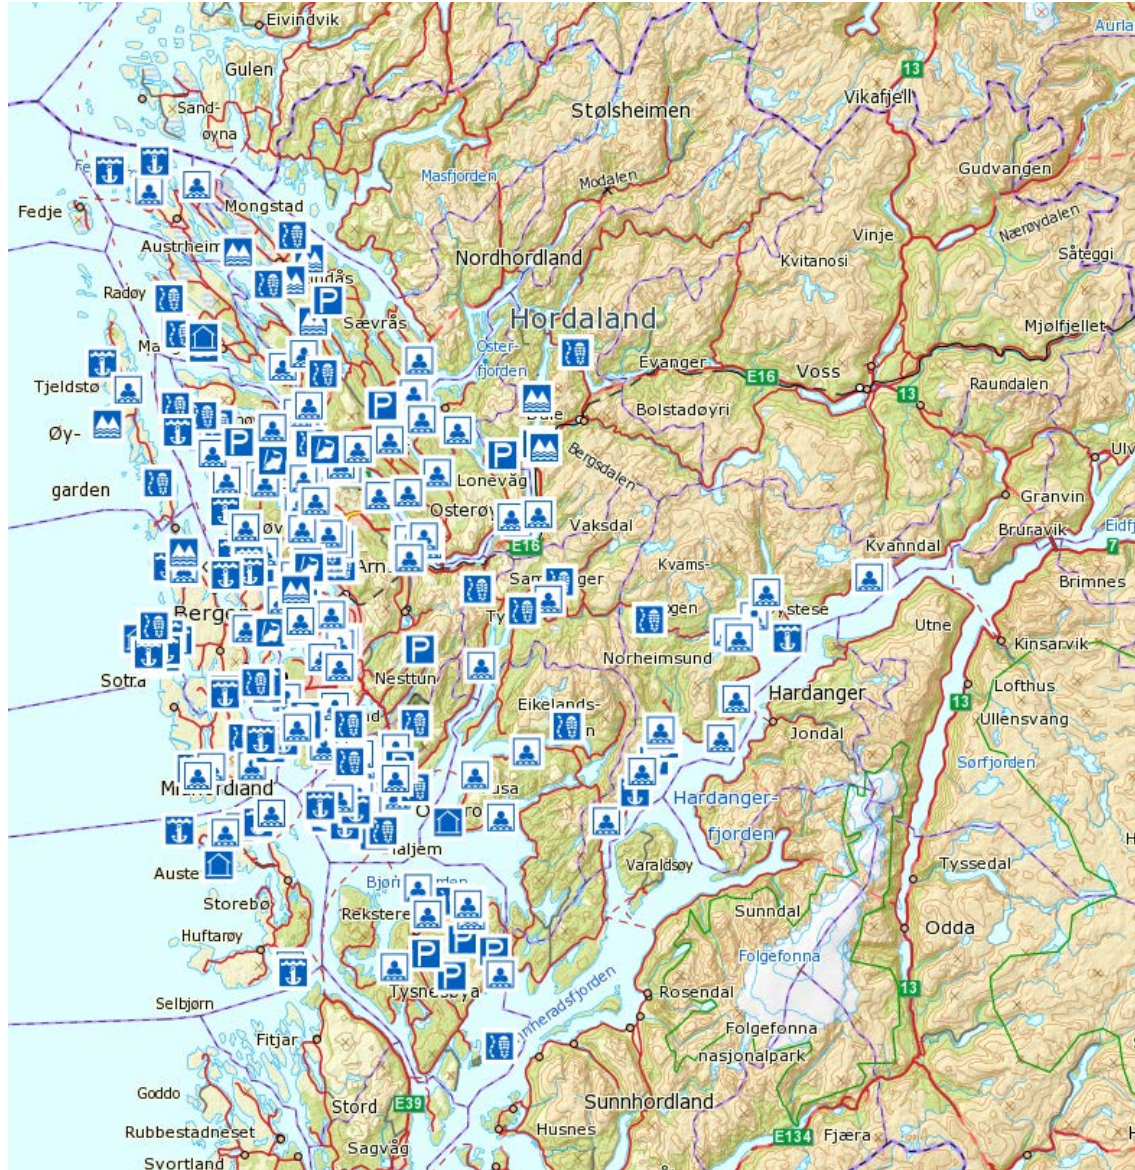 Eivindvik
Aurla
Gulen
13
Vikafjell
Sand-
øyna
Stølsheimen
Gudvangen
Masfjorden
Modalen
Fedje
Mongstad
Nærøydalen
Austrheim
Vinje
Nordhordland
Kvitanosi
Såteggi
Radøy
P
Sævrås
Hordaland
Mjølfjellet
Oster-
fjorden
Evanger
Voss
E16
13
Raundalen
Tjeldstø
P
Bolstadøyri
Øy-
P
P
Bergsdalen
garden
Lonevåg
Granvin
Osterøy
Vaksdal
Bruravik
E16
Kvanndal
7
Kvams-
Brimnes
Bergen
Utne
Kinsarvik
P
Norheimsund
Sotra
Nesttun
Lofthus
Hardanger
13
Eikelands-
Ullensvang
Jondal
Sørfjorden
Hardanger-
fjorden
Varaldsøy
Tyssedal
Auste
Storebø
Sunndal
Reksteren
Odda
Huftarøy
P
P
P
Folgefonna
P
Tysnesøya
Rosendal
13
Selbjørn
Folgefonna
nasjonalpark
Fitjar
Goddo
Stord
E39
Sunnhordland
Husnes
E134
Fjæra
Rubbestadneset
Sagvåg
Svortland